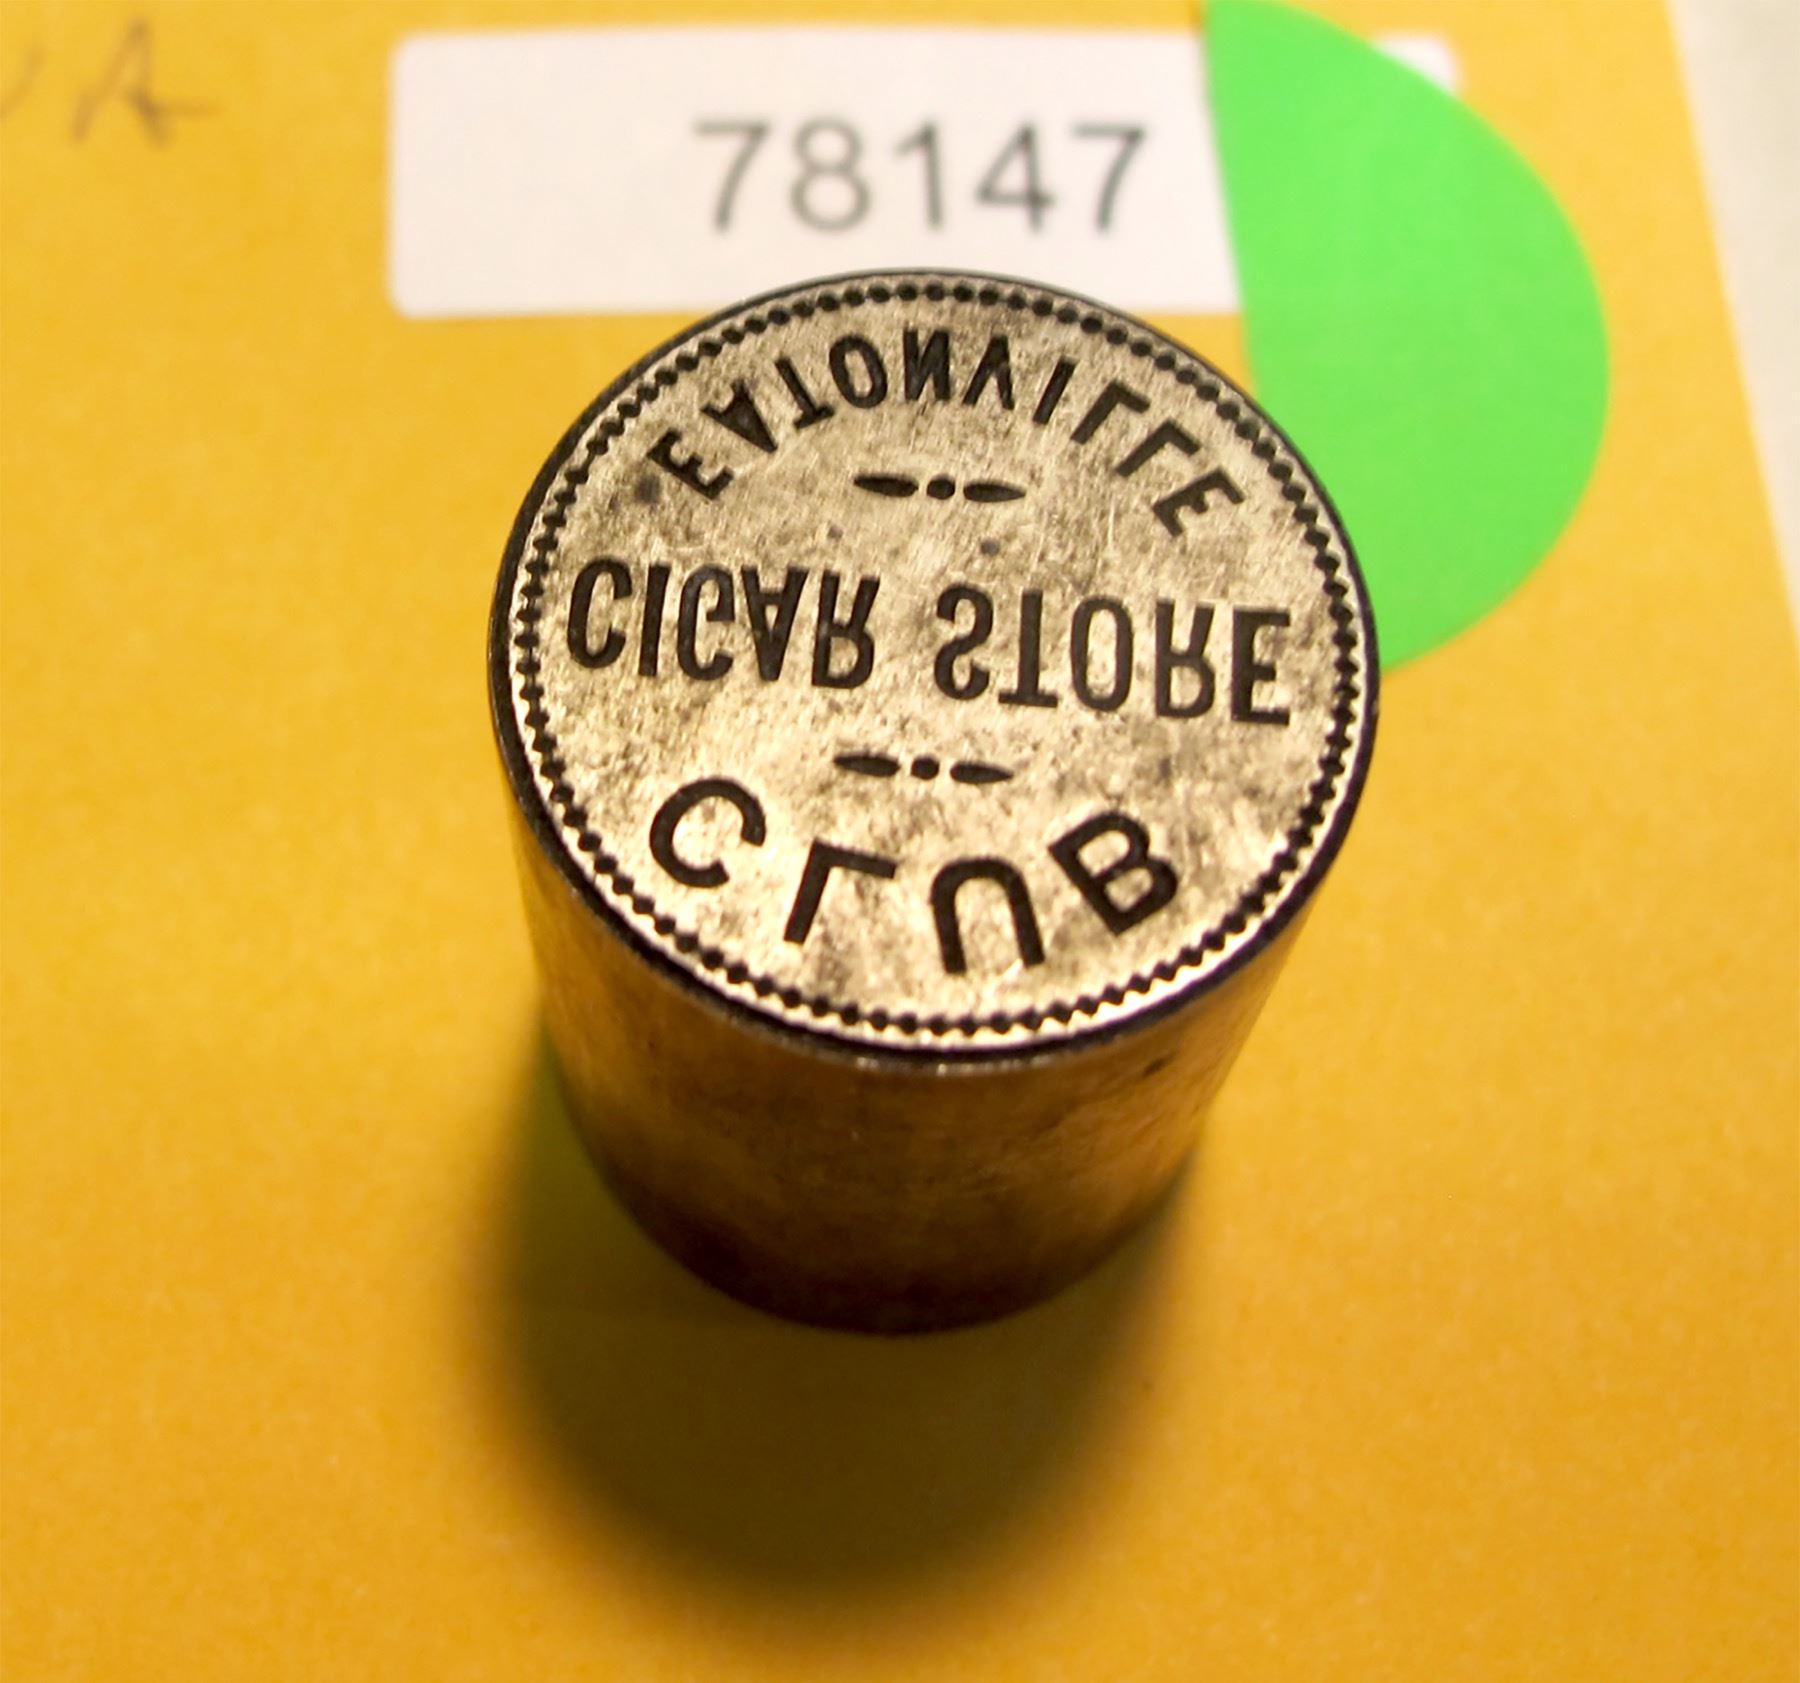 78147
CLUB
CIGAR STORE
EATONVILLE